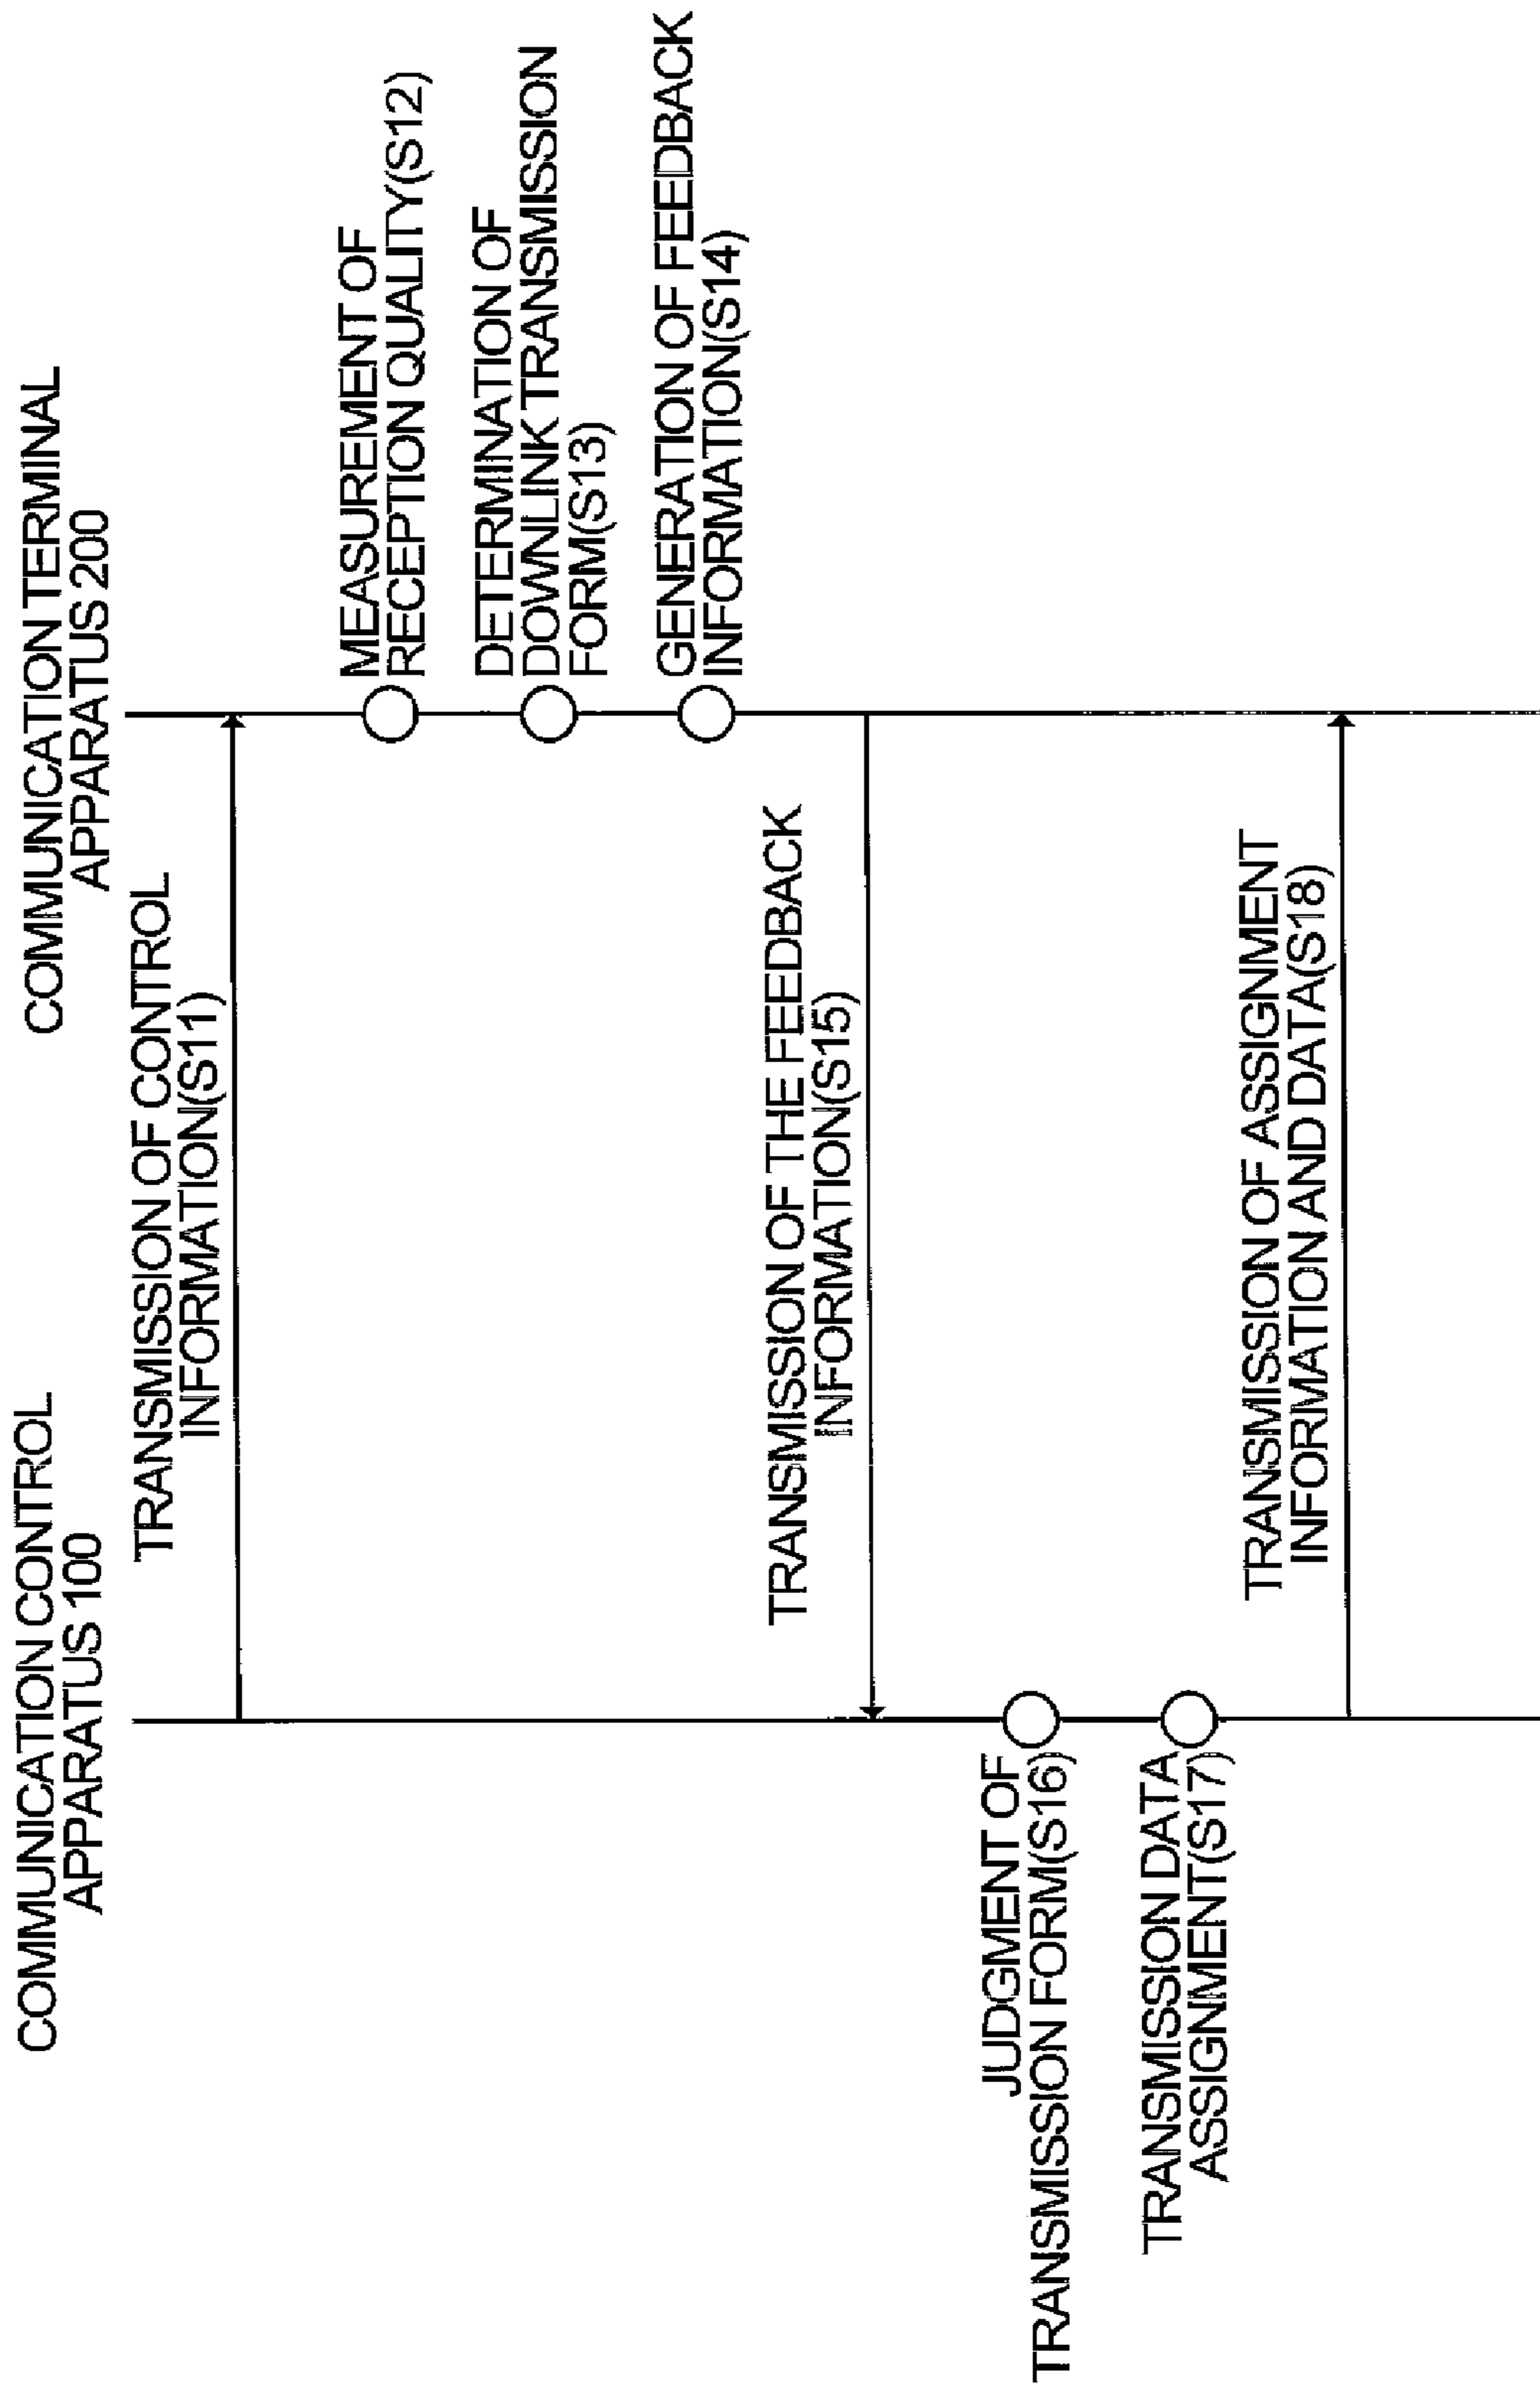 COMMUNICATION CONTROL
APPARATUS 100
COMMUNICATION TERMINAL
APPARATUS 200
TRANSMISSION OF CONTROL
INFORMATION(S11)
MEASUREMENT OF
RECEPTION QUALITY(S12)
DETERMINATION OF
DOWNLINK TRANSMISSION
FORM(S13)
GENERATION OF FEEDBACK
INFORMATION(S14)
TRANSMISSION OF THE FEEDBACK
INFORMATION(S15)
JUDGMENT OF
TRANSMISSION FORM(S16)
TRANSMISSION DATA
ASSIGNMENT(S17)
TRANSMISSION OF ASSIGNMENT
INFORMATION AND DATA(S18)